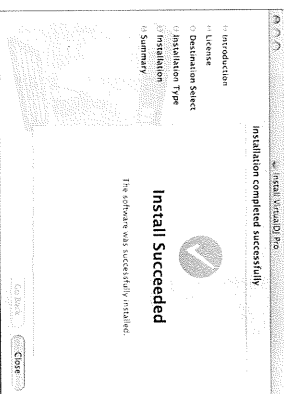 Install VirtualDJ Pro
Installation completed successfully
Introduction
License
Destination Select
Installation Type
Installation
Summary
Install Succeeded
The software was successfully installed.
Go Back
Close